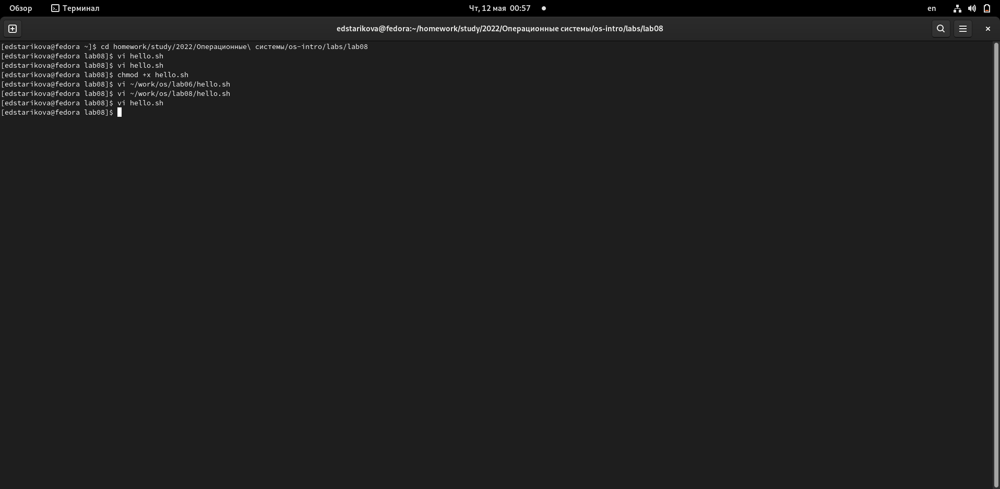 Обзор Терминал Чт, 12 мая 00:57 en
edstarikova@fedora:~/homework/study/2022/Операционные системы/os-intro/labs/lab08
[edstarikova@fedora ~]$ cd homework/study/2022/Операционные\ системы/os-intro/labs/lab08
[edstarikova@fedora lab08]$ vi hello.sh
[edstarikova@fedora lab08]$ vi hello.sh
[edstarikova@fedora lab08]$ chmod +x hello.sh
[edstarikova@fedora lab08]$ vi ~/work/os/lab06/hello.sh
[edstarikova@fedora lab08]$ vi ~/work/os/lab08/hello.sh
[edstarikova@fedora lab08]$ vi hello.sh
[edstarikova@fedora lab08]$